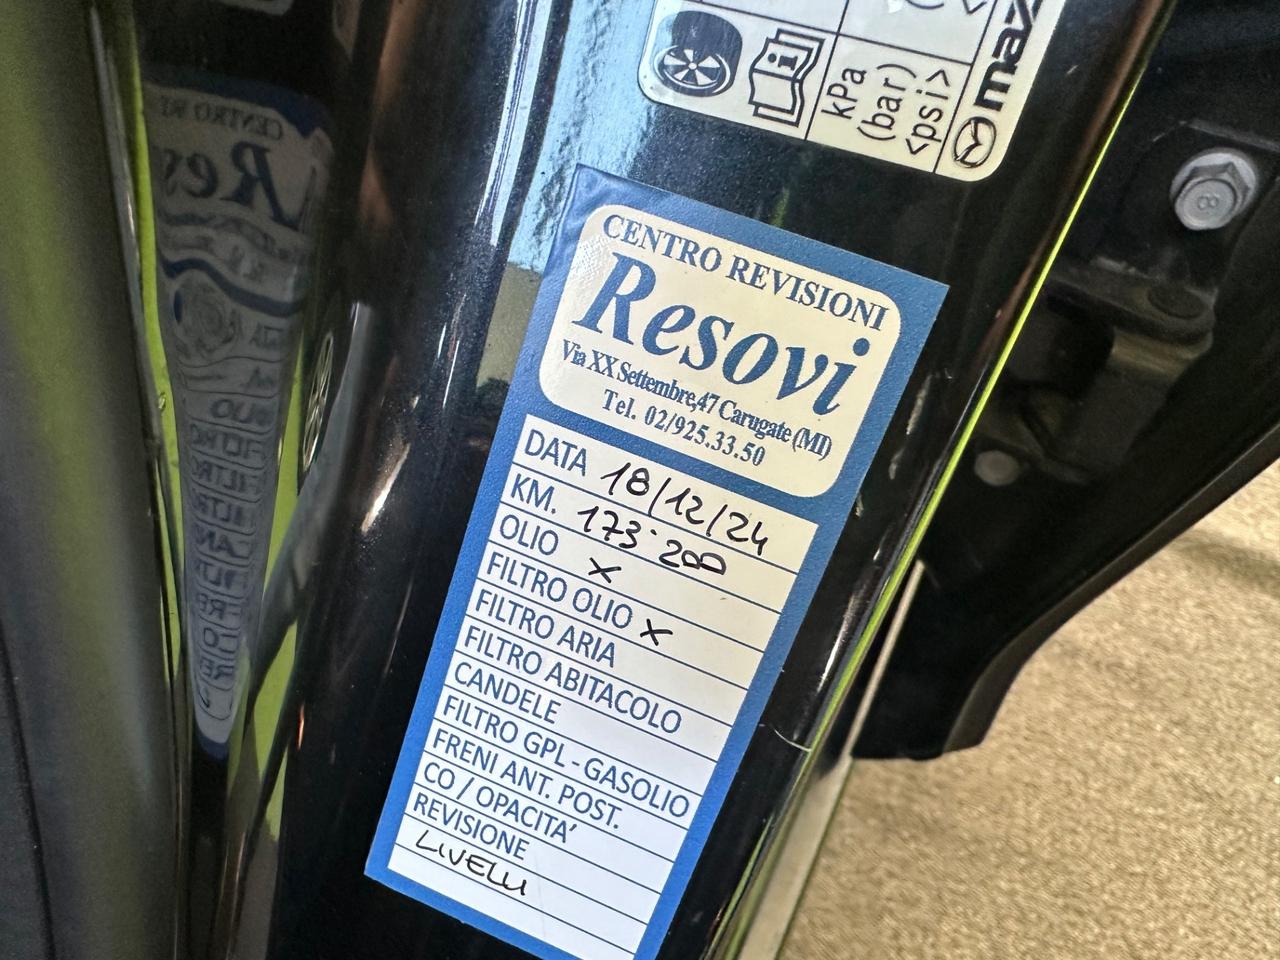 kPa
(bar)
<psi>
CENTRO REVISIONI
Resovi
Via XX Settembre,47 Carugate (MI)
Tel. 02/925.33.50
DATA 18/12/24
KM. 173.200
OLIO X
FILTRO OLIO X
FILTRO ARIA
FILTRO ABITACOLO
CANDELE
FILTRO GPL - GASOLIO
FRENI ANT. POST.
CO / OPACITA'
REVISIONE
LIVELLI
8